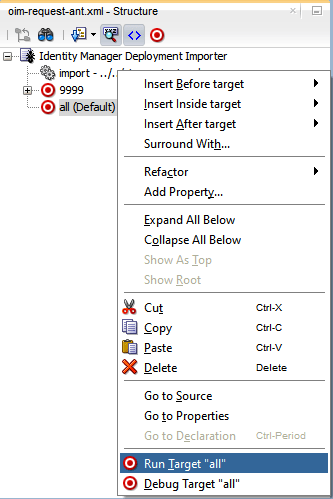 oim-request-ant.xml - Structure
Identity Manager Deployment Importer
import - ../
9999
all (Default)
Insert Before target
Insert Inside target
Insert After target
Surround With...
Refactor
Add Property...
Expand All Below
Collapse All Below
Show As Top
Show Root
Cut Ctrl-X
Copy Ctrl-C
Paste Ctrl-V
Delete Delete
Go to Source
Go to Properties
Go to Declaration Ctrl-Period
Run Target "all"
Debug Target "all"